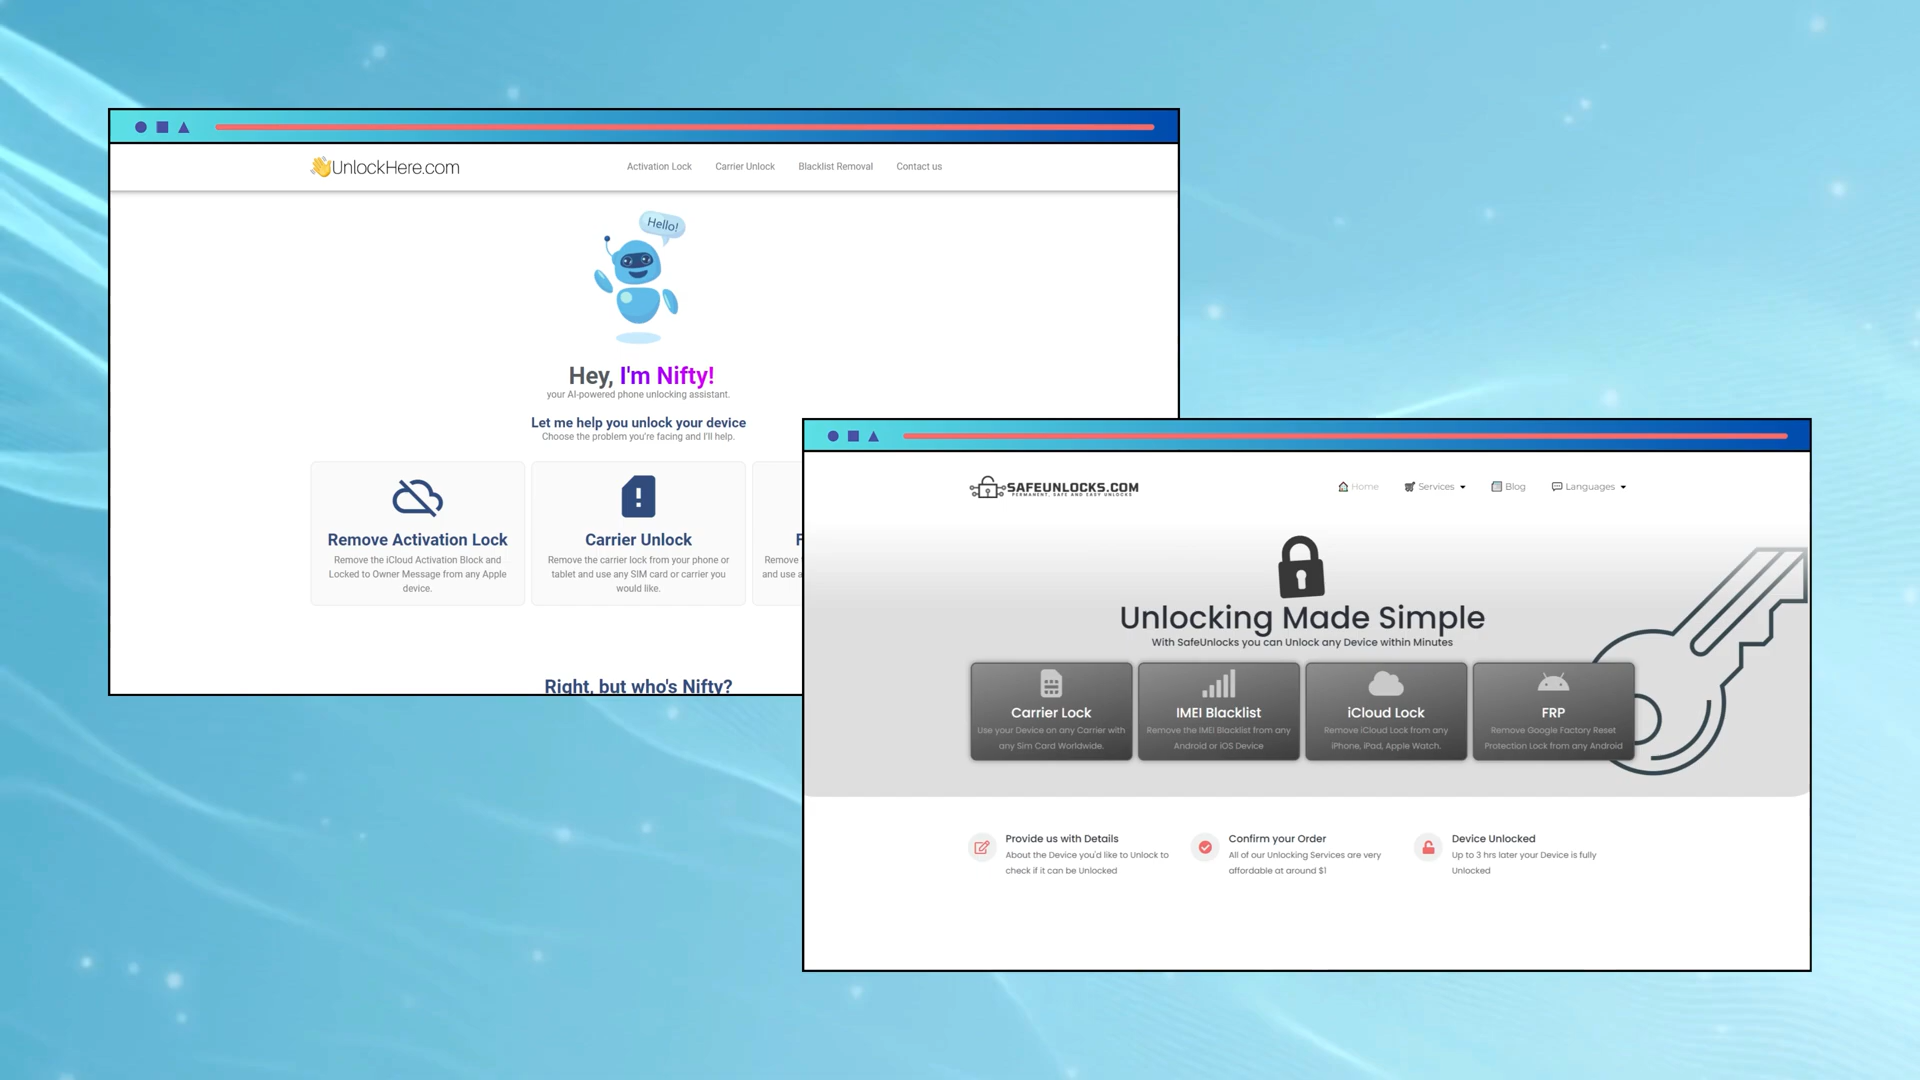 UnlockHere.com
Activation Lock
Carrier Unlock
Blacklist Removal
Contact us
Hello!
Hey, I'm Nifty!
your AI-powered phone unlocking assistant.
Let me help you unlock your device
Choose the problem you're facing and I'll help.
Remove Activation Lock
Remove the iCloud Activation Block and
Locked to Owner Message from any Apple
device.
Carrier Unlock
Remove the carrier lock from your phone or
tablet and use any SIM card or carrier you
would like.
Remove
and use a
Right, but who's Nifty?
SAFEUNLOCKS.COM
PERMANENT, SAFE AND EASY UNLOCKS
Home
Services
Blog
Languages
Unlocking Made Simple
With SafeUnlocks you can Unlock any Device within Minutes
Carrier Lock
Use your Device on any Carrier with
any Sim Card Worldwide.
IMEI Blacklist
Remove the IMEI Blacklist from any
Android or iOS Device
iCloud Lock
Remove iCloud Lock from any
iPhone, iPad, Apple Watch.
FRP
Remove Google Factory Reset
Protection Lock from any Android
Provide us with Details
About the Device you'd like to Unlock to
check if it can be Unlocked
Confirm your Order
All of our Unlocking Services are very
affordable at around $1
Device Unlocked
Up to 3 hrs later your Device is fully
Unlocked